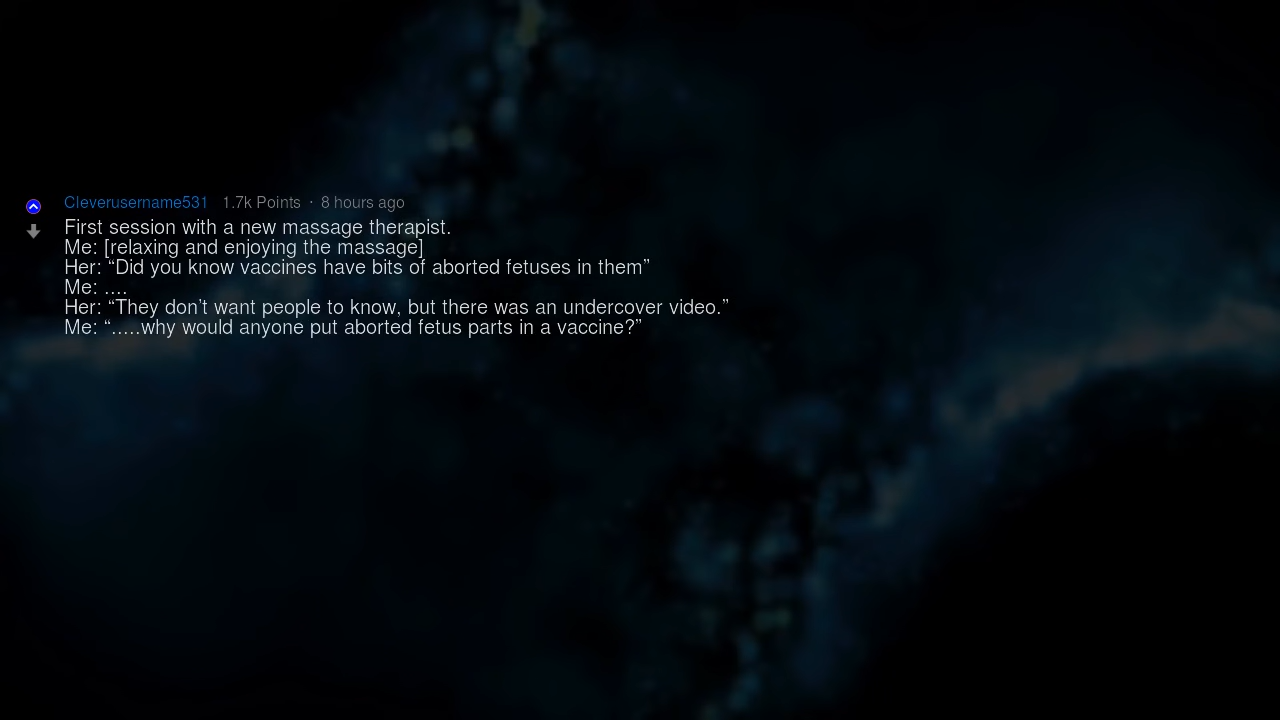 Cleverusername531 1.7k Points · 8 hours ago
First session with a new massage therapist.
Me: [relaxing and enjoying the massage]
Her: “Did you know vaccines have bits of aborted fetuses in them”
Me: ....
Her: “They don’t want people to know, but there was an undercover video.”
Me: “.....why would anyone put aborted fetus parts in a vaccine?”